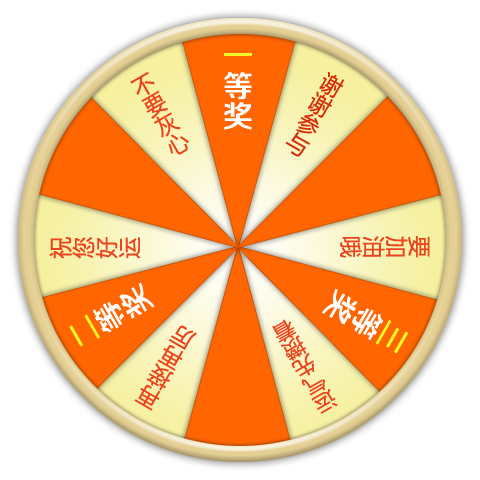 一等奖
谢谢参与
要加油哦
三等奖
运气先攒着
再接再厉
二等奖
祝您好运
不要灰心